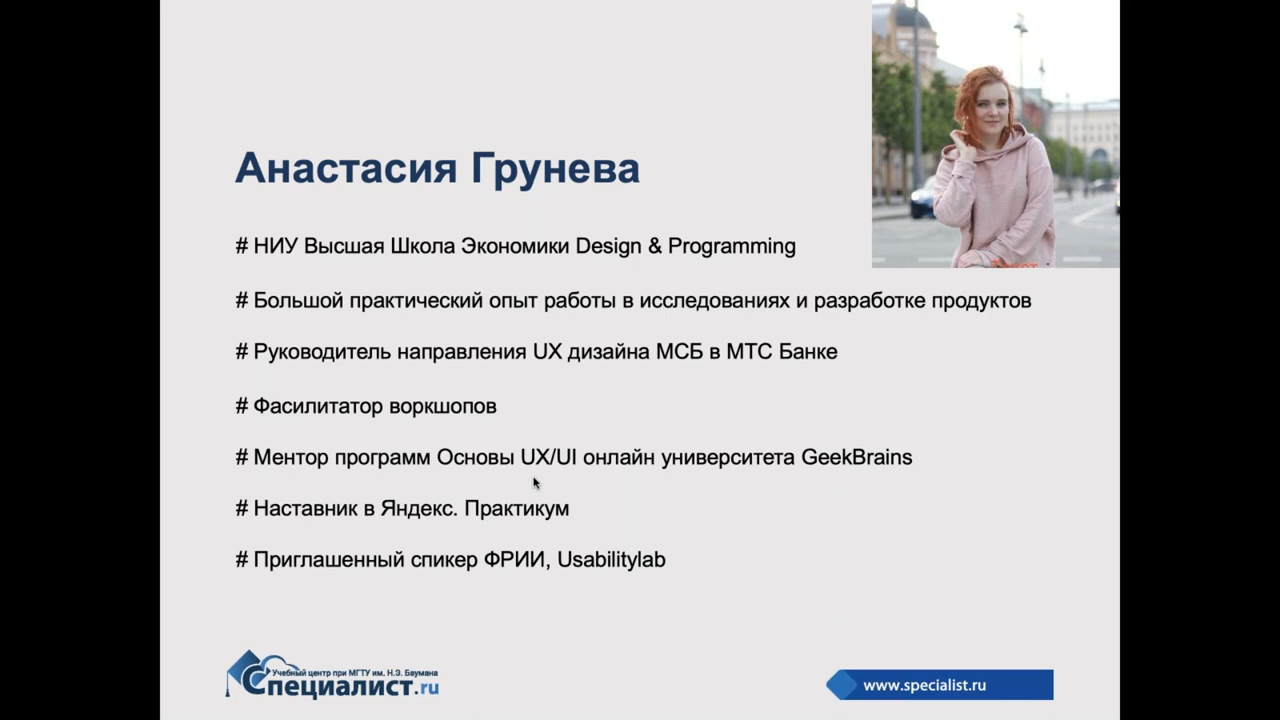 Анастасия Грунева
# НИУ Высшая Школа Экономики Design & Programming
# Большой практический опыт работы в исследованиях и разработке продуктов
# Руководитель направления UX дизайна МСБ в МТС Банке
# Фасилитатор воркшопов
# Ментор программ Основы UX/UI онлайн университета GeekBrains
# Наставник в Яндекс. Практикум
# Приглашенный спикер ФРИИ, Usabilitylab
Учебный центр при МГТУ им. Н.Э. Баумана
Специалист.ru
www.specialist.ru